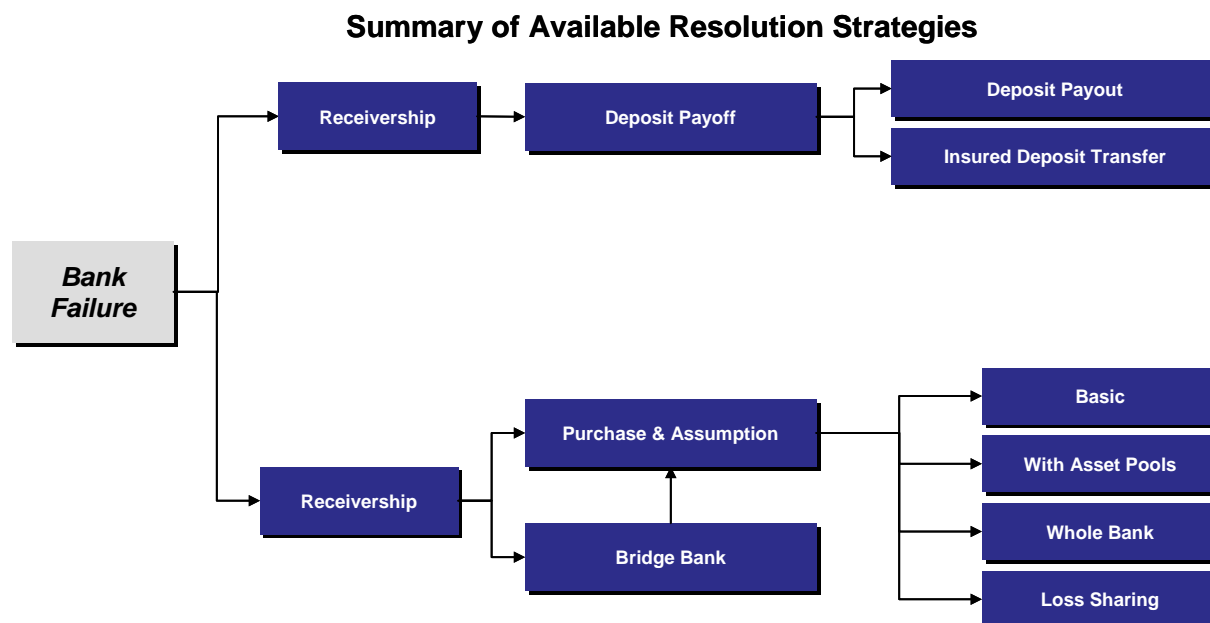 Summary of Available Resolution Strategies
Receivership
Deposit Payoff
Deposit Payout
Insured Deposit Transfer
Bank
Failure
Receivership
Purchase & Assumption
Bridge Bank
Basic
With Asset Pools
Whole Bank
Loss Sharing